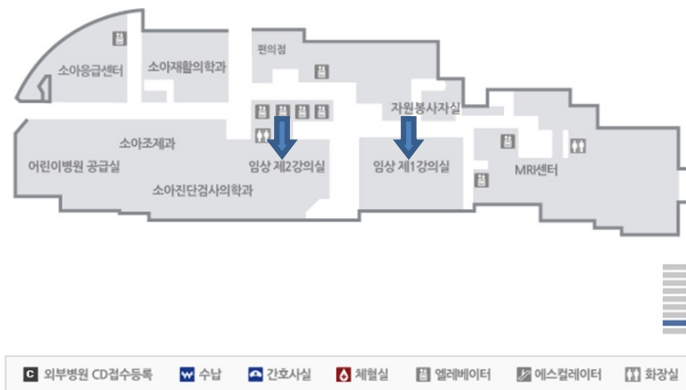 편의점
소아응급센터
소아재활의학과
자원봉사자실
소아조제과
어린이병원 공급실
임상 제2강의실
임상 제1강의실
MRI센터
소아진단검사의학과
C 외부병원 CD접수등록
W 수납
간호사실
채혈실
엘레베이터
에스컬레이터
화장실